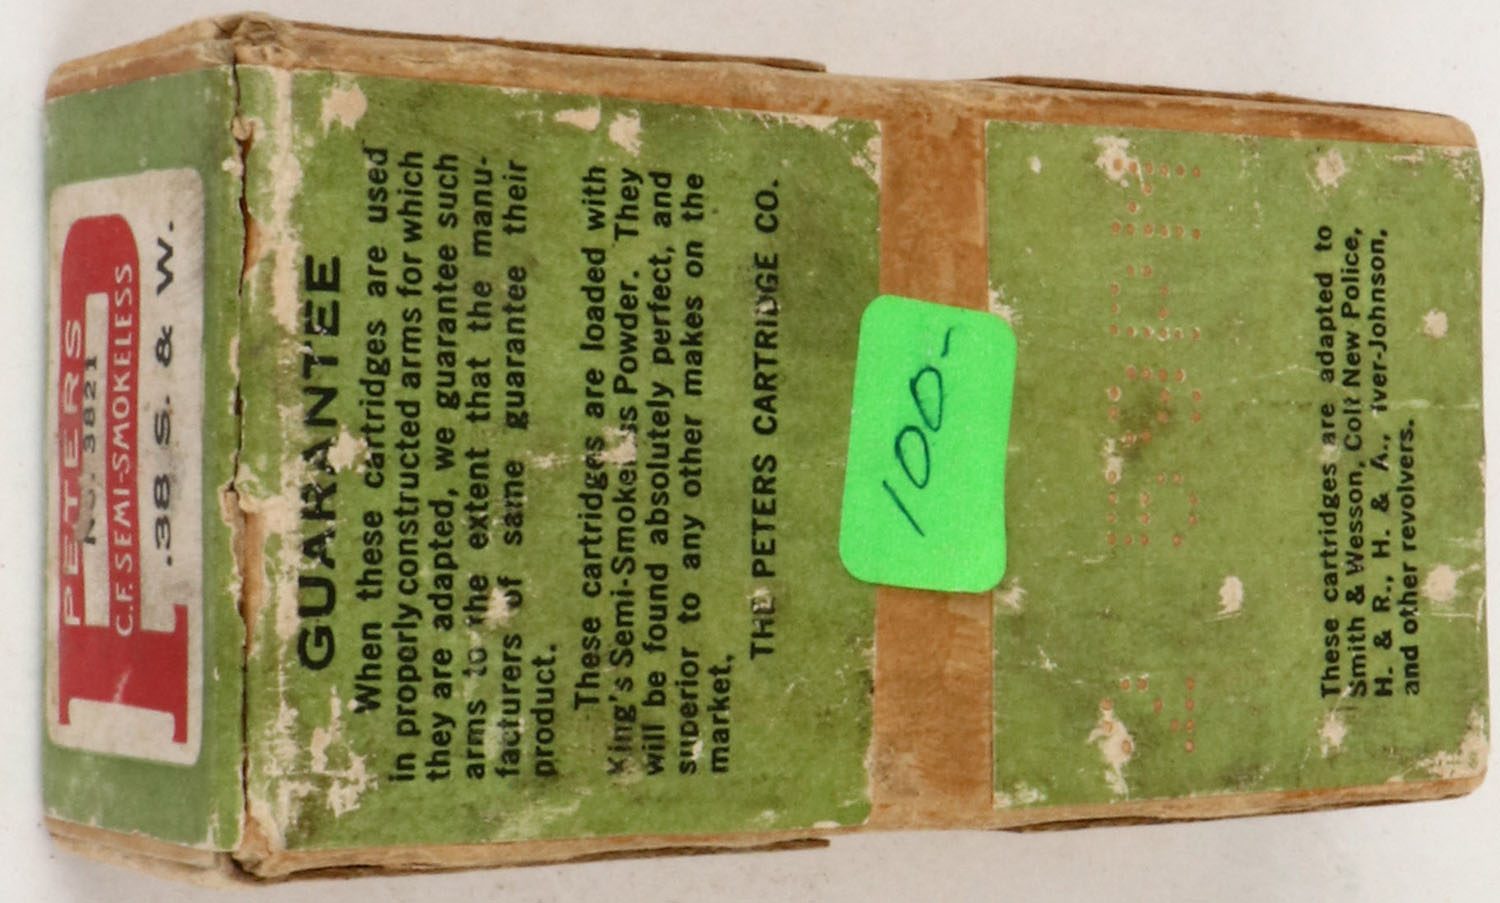 PETERS
No. 3821
C.F. SEMI-SMOKELESS
.38 S. & W.
GUARANTEE
When these cartridges are used
in properly constructed arms for which
they are adapted, we guarantee such
arms to the extent that the manu-
facturers of same guarantee their
product.
These cartridges are loaded with
King's Semi-Smokeless Powder. They
will be found absolutely perfect, and
superior to any other makes on the
market.
THE PETERS CARTRIDGE CO.
100-
These cartridges are adapted to
Smith & Wesson, Colt New Police,
H. & R., H. & A., Iver-Johnson,
and other revolvers.